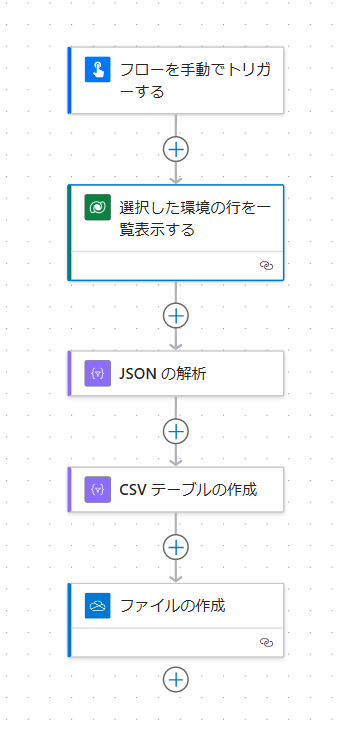 フローを手動でトリガ
ーする
選択した環境の行を一
覧表示する
JSON の解析
CSV テーブルの作成
ファイルの作成